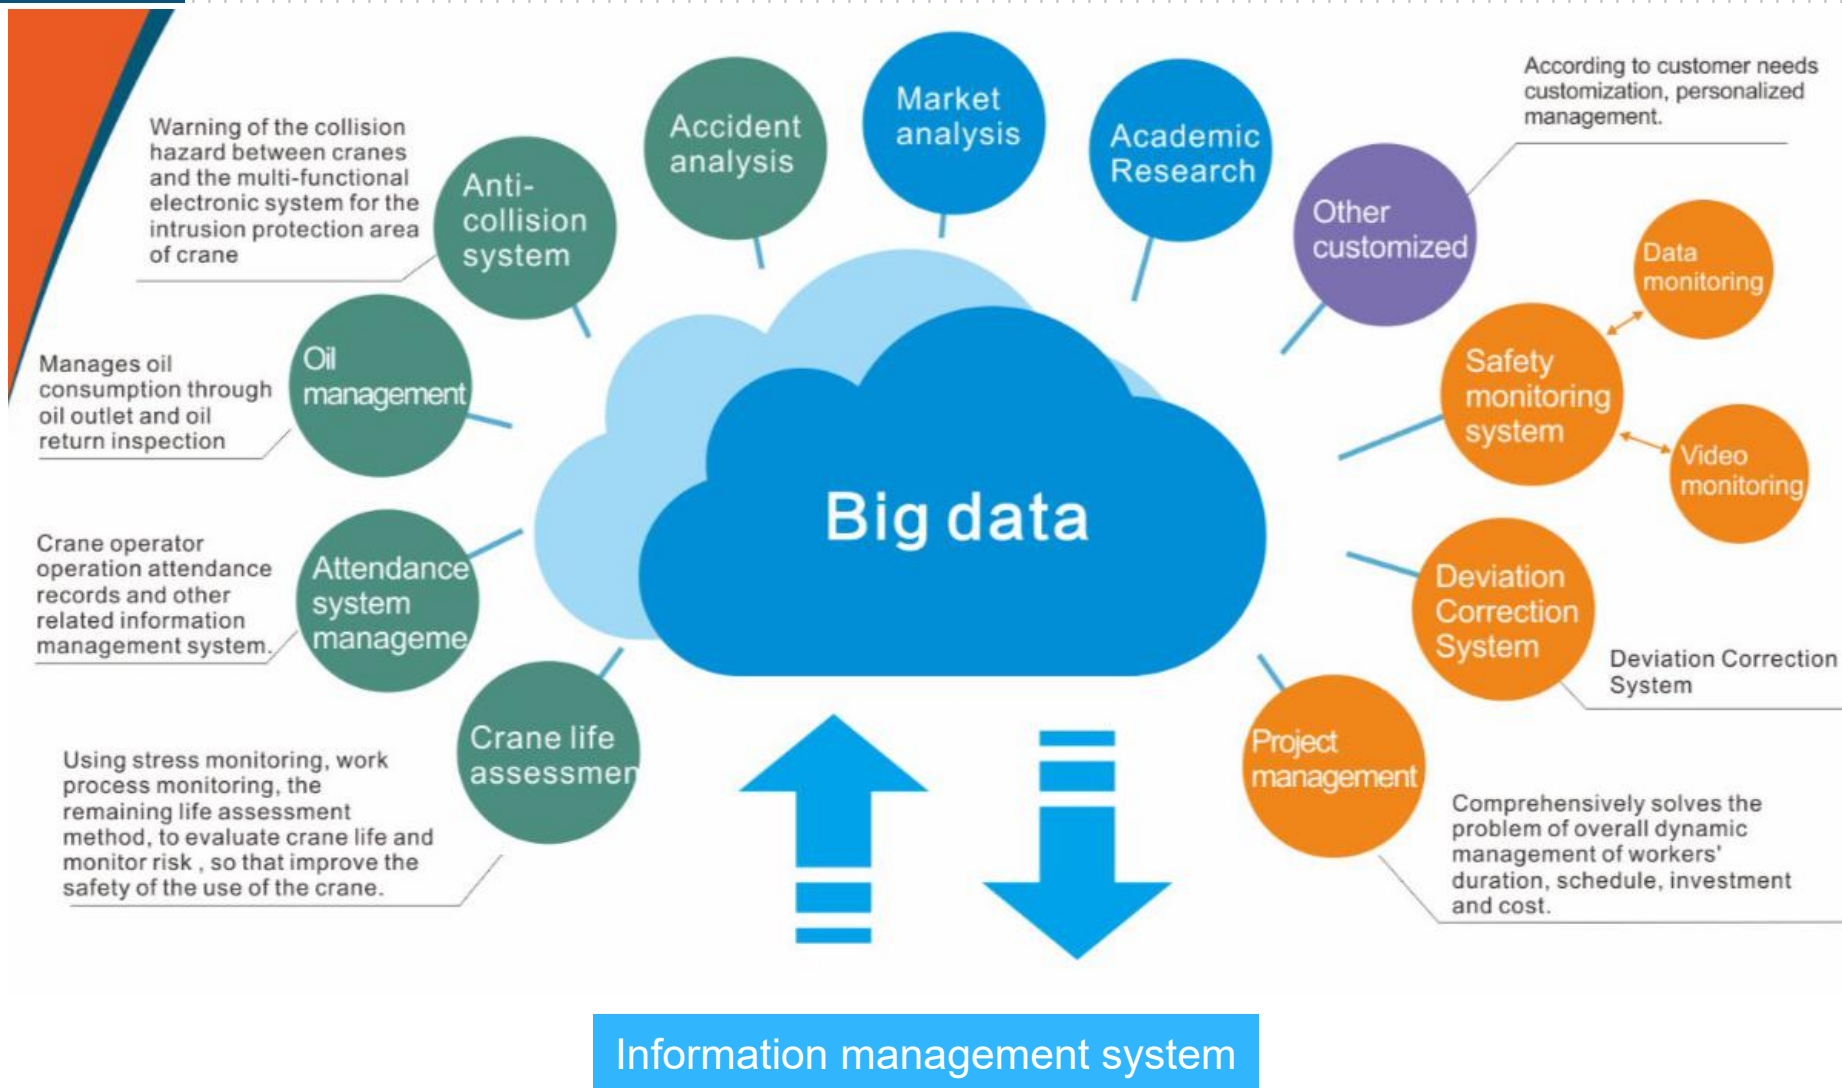 Warning of the collision
hazard between cranes
and the multi-functional
electronic system for the
intrusion protection area
of crane
Anti-
collision
system
Accident
analysis
Market
analysis
Academic
Research
Other
customized
According to customer needs
customization, personalized
management.
Data
monitoring
Safety
monitoring
system
Video
monitoring
Manages oil
consumption through
oil outlet and oil
return inspection
Oil
management
Big data
Crane operator
operation attendance
records and other
related information
management system.
Attendance
system
manageme
Deviation
Correction
System
Deviation Correction
System
Using stress monitoring, work
process monitoring, the
remaining life assessment
method, to evaluate crane life and
monitor risk , so that improve the
safety of the use of the crane.
Crane life
assessmen
Project
management
Comprehensively solves the
problem of overall dynamic
management of workers'
duration, schedule, investment
and cost.
Information management system